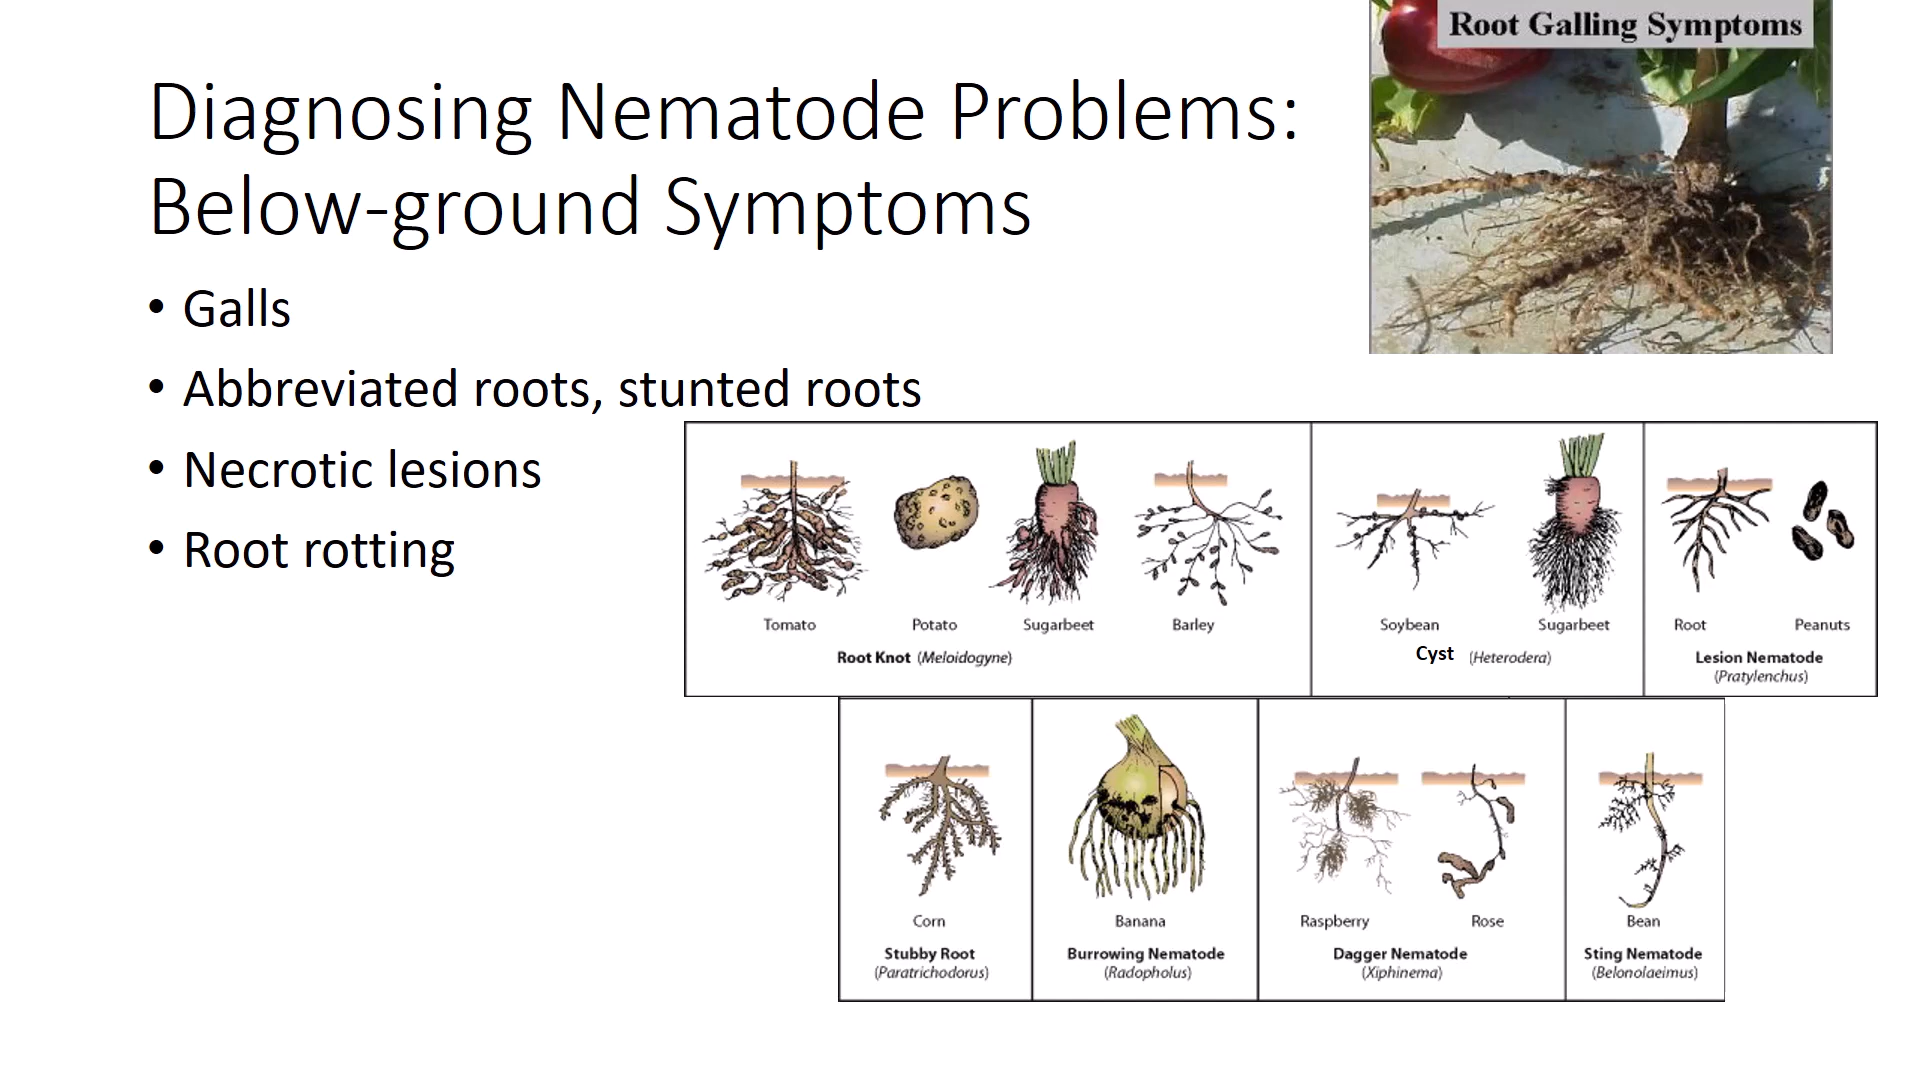 Root Galling Symptoms
Diagnosing Nematode Problems:
Below-ground Symptoms
• Galls
• Abbreviated roots, stunted roots
• Necrotic lesions
• Root rotting
Tomato
Potato
Sugarbeet
Barley
Root Knot (Meloidogyne)
Soybean
Sugarbeet
Cyst (Heterodera)
Root
Peanuts
Lesion Nematode
(Pratylenchus)
Corn
Stubby Root
(Paratrichodorus)
Banana
Burrowing Nematode
(Radopholus)
Raspberry
Rose
Dagger Nematode
(Xiphinema)
Bean
Sting Nematode
(Belonolaeimus)